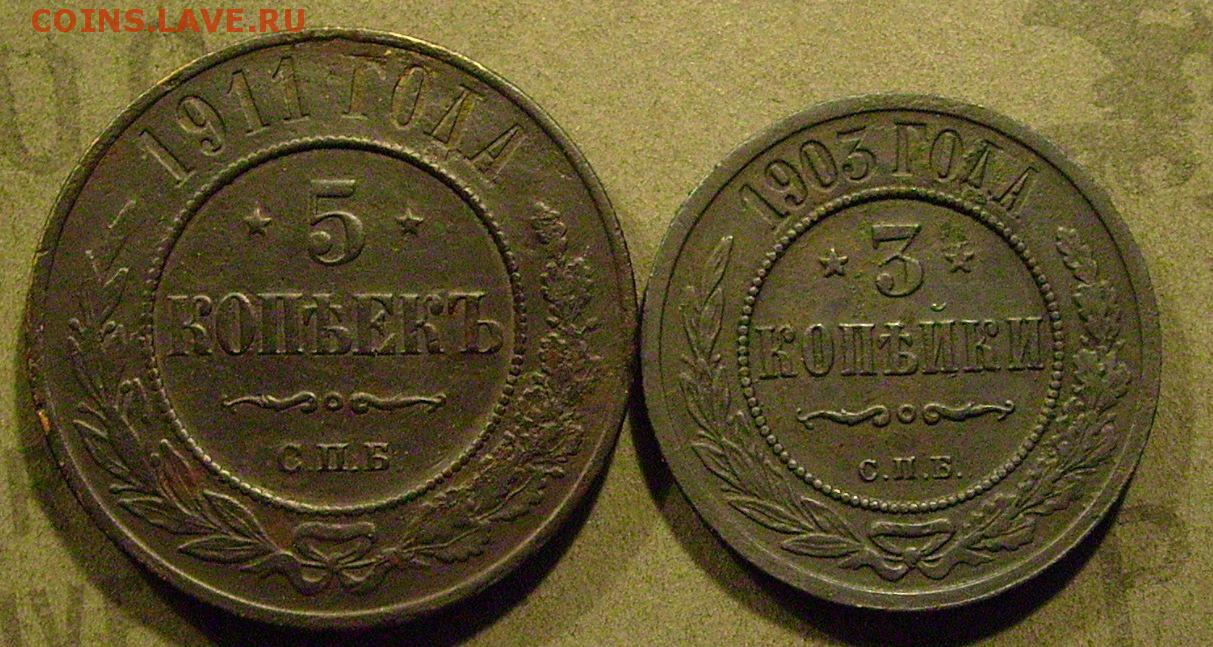 COINS.LAVE.RU
1911 ГОДА
5
КОПѢЕКЪ
С.П.Б
1903 ГОДА
3
КОПѢЙКИ
С.П.Б.